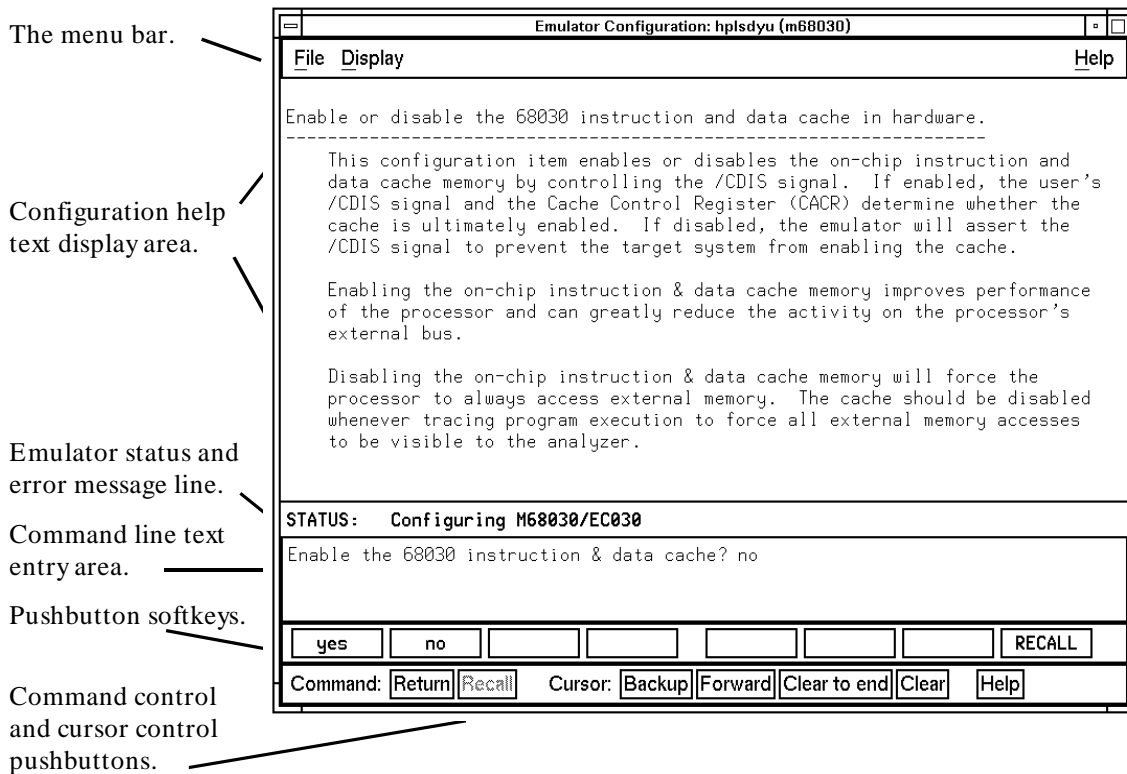 The menu bar.
Configuration help
text display area.
Emulator status and
error message line.
Command line text
entry area.
Pushbutton softkeys.
Command control
and cursor control
pushbuttons.
Emulator Configuration: hplsdyu (m68030)
File Display Help
Enable or disable the 68030 instruction and data cache in hardware.
-------------------------------------------------------------------
This configuration item enables or disables the on-chip instruction and
data cache memory by controlling the /CDIS signal.  If enabled, the user's
/CDIS signal and the Cache Control Register (CACR) determine whether the
cache is ultimately enabled.  If disabled, the emulator will assert the
/CDIS signal to prevent the target system from enabling the cache.
Enabling the on-chip instruction & data cache memory improves performance
of the processor and can greatly reduce the activity on the processor's
external bus.
Disabling the on-chip instruction & data cache memory will force the
processor to always access external memory.  The cache should be disabled
whenever tracing program execution to force all external memory accesses
to be visible to the analyzer.
STATUS:   Configuring M68030/EC030
Enable the 68030 instruction & data cache? no
yes no RECALL
Command: Return Recall Cursor: Backup Forward Clear to end Clear Help